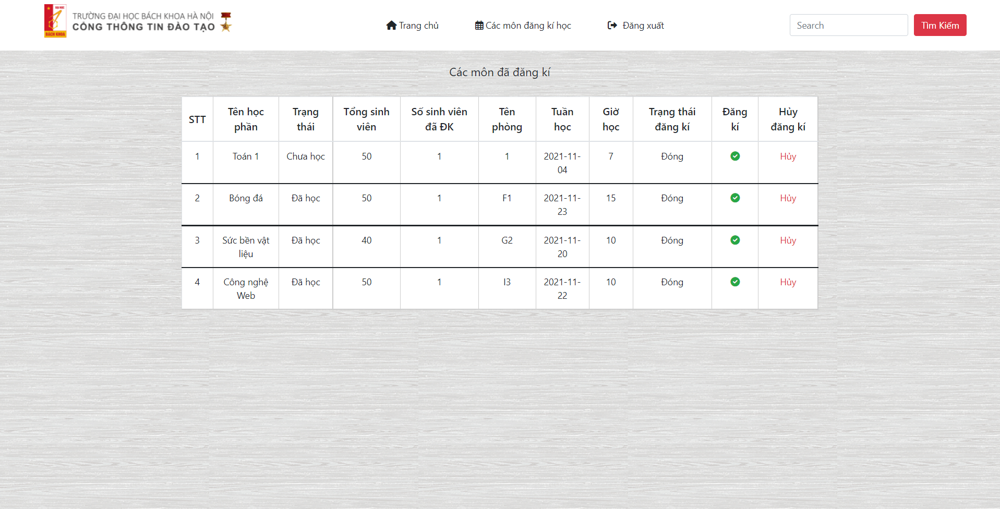 ĐẠI HỌC
BÁCH KHOA
TRƯỜNG ĐẠI HỌC BÁCH KHOA HÀ NỘI
CỔNG THÔNG TIN ĐÀO TẠO
Trang chủ
Các môn đăng kí học
Đăng xuất
Search
Tìm Kiếm
Các môn đã đăng kí
STT Tên học phần Trạng thái Tổng sinh viên Số sinh viên đã ĐK Tên phòng Tuần học Giờ học Trạng thái đăng kí Đăng kí Hủy đăng kí
1 Toán 1 Chưa học 50 1 1 2021-11-04 7 Đóng Hủy
2 Bóng đá Đã học 50 1 F1 2021-11-23 15 Đóng Hủy
3 Sức bền vật liệu Đã học 40 1 G2 2021-11-20 10 Đóng Hủy
4 Công nghệ Web Đã học 50 1 I3 2021-11-22 10 Đóng Hủy